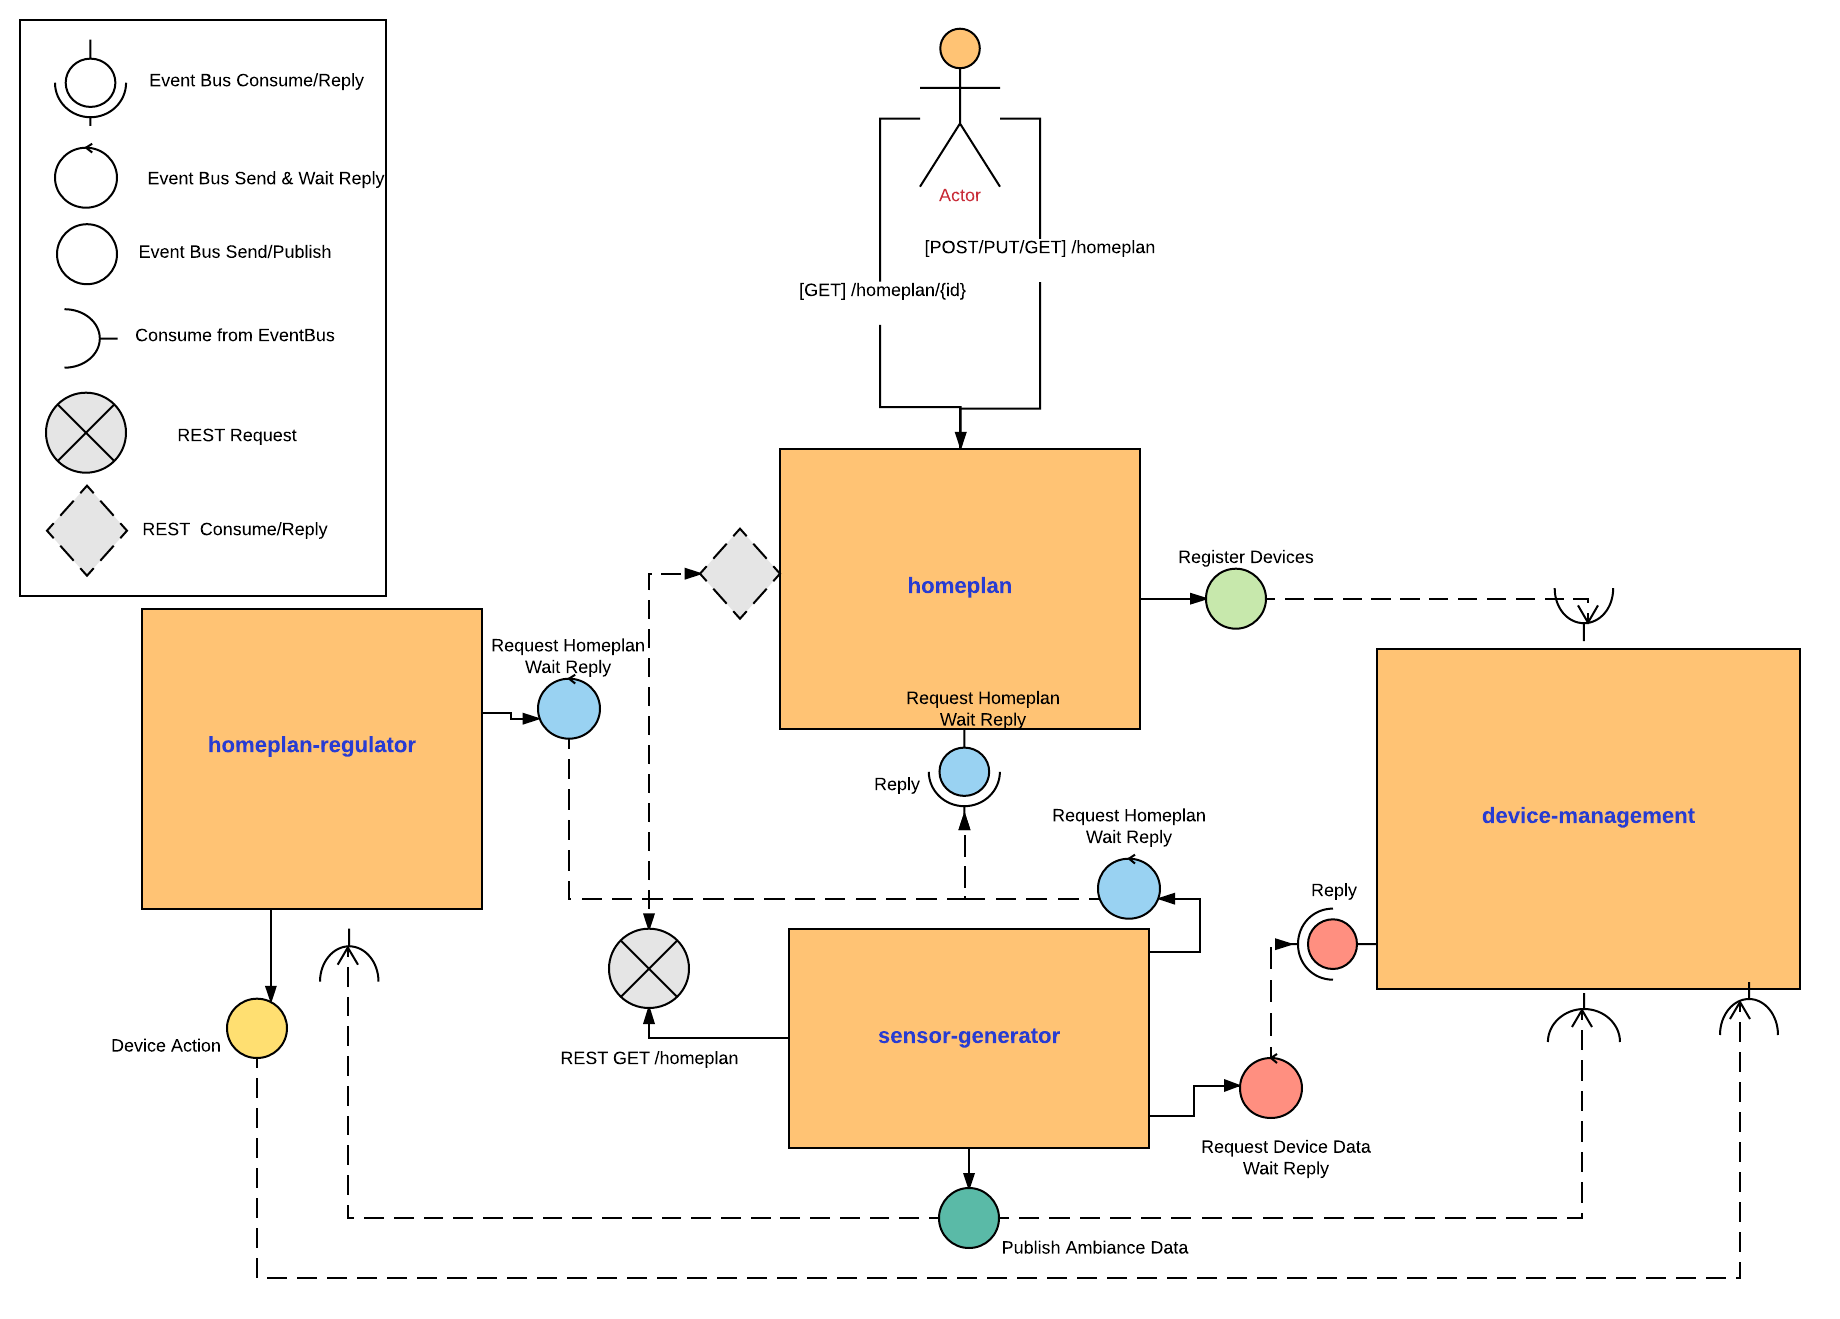 Event Bus Consume/Reply
Event Bus Send & Wait Reply
Event Bus Send/Publish
Consume from EventBus
REST Request
REST  Consume/Reply
Actor
[POST/PUT/GET] /homeplan
[GET] /homeplan/{id}
homeplan
Register Devices
Request Homeplan
Wait Reply
homeplan-regulator
Request Homeplan
Wait Reply
Reply
Request Homeplan
Wait Reply
device-management
Reply
sensor-generator
Device Action
REST GET /homeplan
Request Device Data
Wait Reply
Publish Ambiance Data